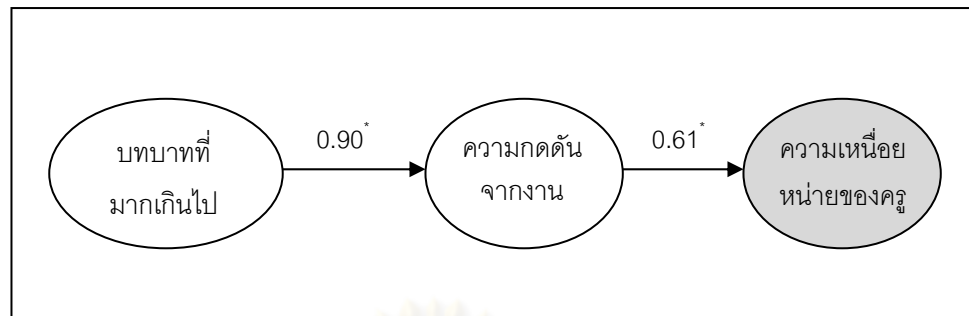 บทบาทที่
มากเกินไป
0.90*
ความกดดัน
จากงาน
0.61*
ความเหนื่อย
หน่ายของครู